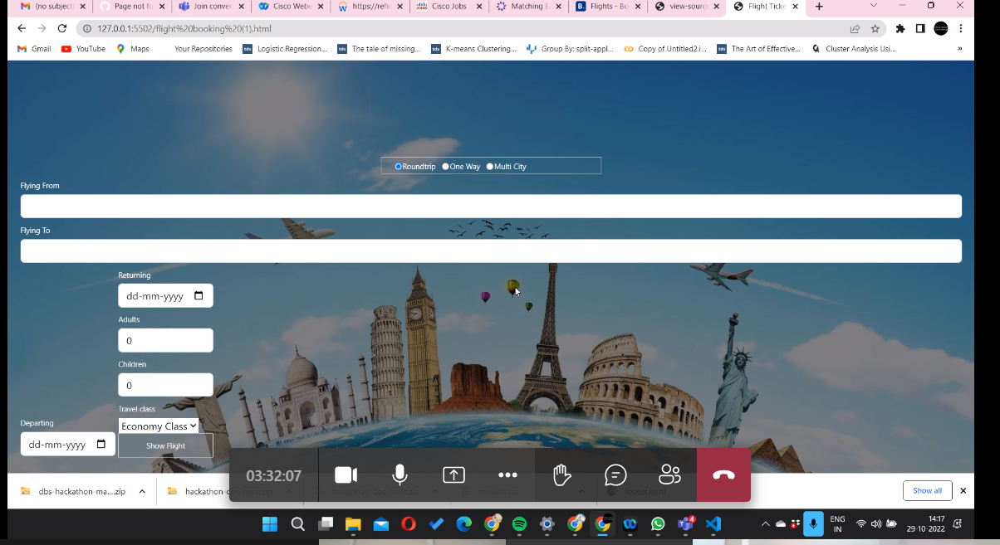 (no subject)
Page not fo
Join conver
Cisco Webe
https://refin
Cisco Jobs
Matching E
Flights - Bo
view-sourc
Flight Ticke
127.0.0.1:5502/flight%20booking%20(1).html
Gmail
YouTube
Maps
Your Repositories
Logistic Regression...
The tale of missing...
K-means Clustering...
Group By: split-appl...
Copy of Untitled2.i...
The Art of Effective...
Cluster Analysis Usi...
»
Roundtrip One Way Multi City
Flying From
Flying To
Returning
dd-mm-yyyy
Adults
0
Children
0
Travel class
Economy Class
Departing
dd-mm-yyyy
Show Flight
03:32:07
dbs-hackathon-ma....zip
footer.html
Show all
ENG
IN
14:17
29-10-2022